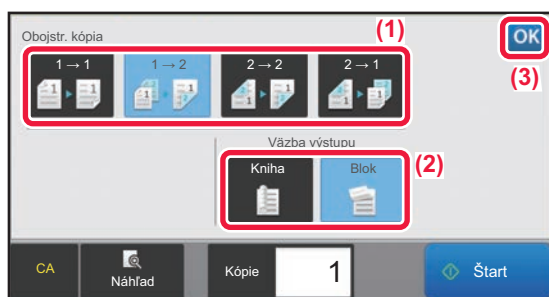 (1)
Obojstr. kópia
OK
1 → 1
1 → 2
2 → 2
2 → 1
(3)
Väzba výstupu
Kniha
Blok
(2)
CA
Náhľad
Kópie
1
Štart